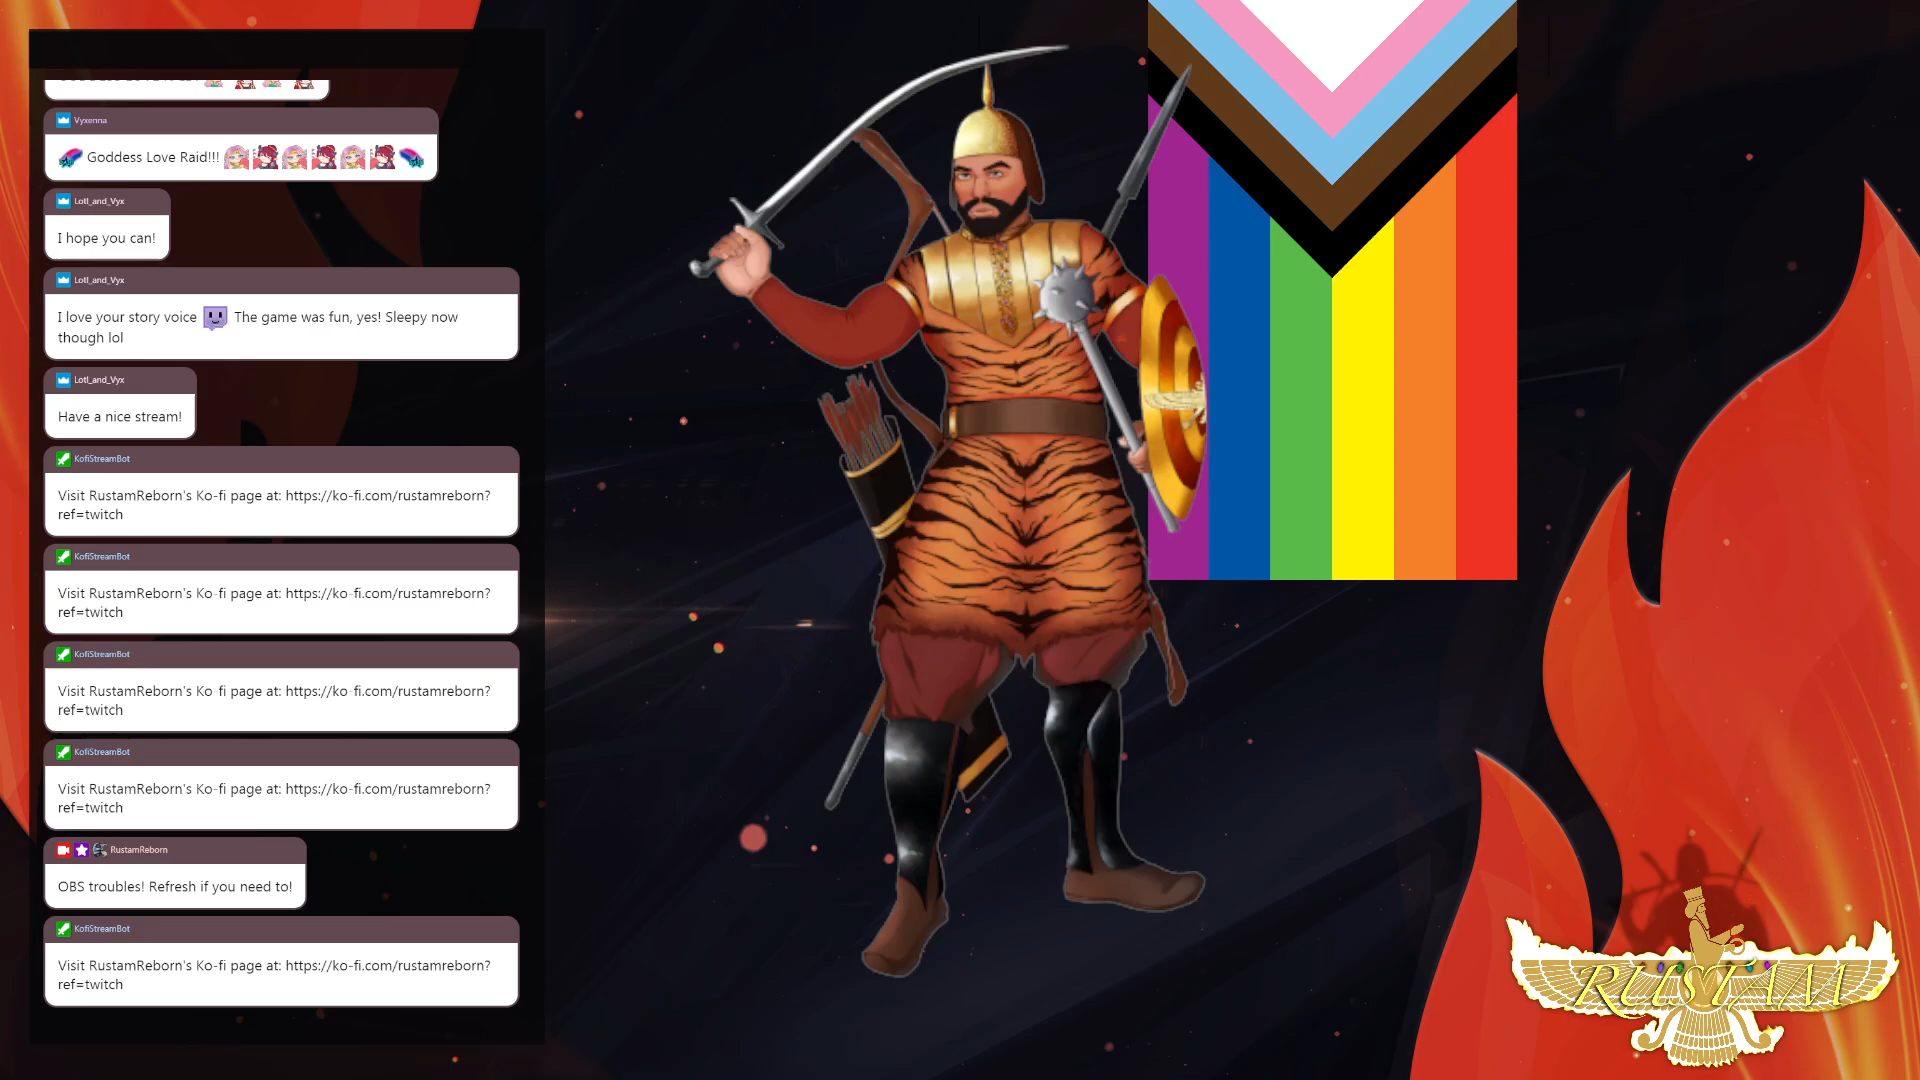 Vyxenna
Goddess Love Raid!!!
Lotl_and_Vyx
I hope you can!
Lotl_and_Vyx
I love your story voice The game was fun, yes! Sleepy now
though lol
Lotl_and_Vyx
Have a nice stream!
KofiStreamBot
Visit RustamReborn's Ko-fi page at: https://ko-fi.com/rustamreborn?
ref=twitch
KofiStreamBot
Visit RustamReborn's Ko-fi page at: https://ko-fi.com/rustamreborn?
ref=twitch
KofiStreamBot
Visit RustamReborn's Ko-fi page at: https://ko-fi.com/rustamreborn?
ref=twitch
KofiStreamBot
Visit RustamReborn's Ko-fi page at: https://ko-fi.com/rustamreborn?
ref=twitch
RustamReborn
OBS troubles! Refresh if you need to!
KofiStreamBot
Visit RustamReborn's Ko-fi page at: https://ko-fi.com/rustamreborn?
ref=twitch
RUSTAM